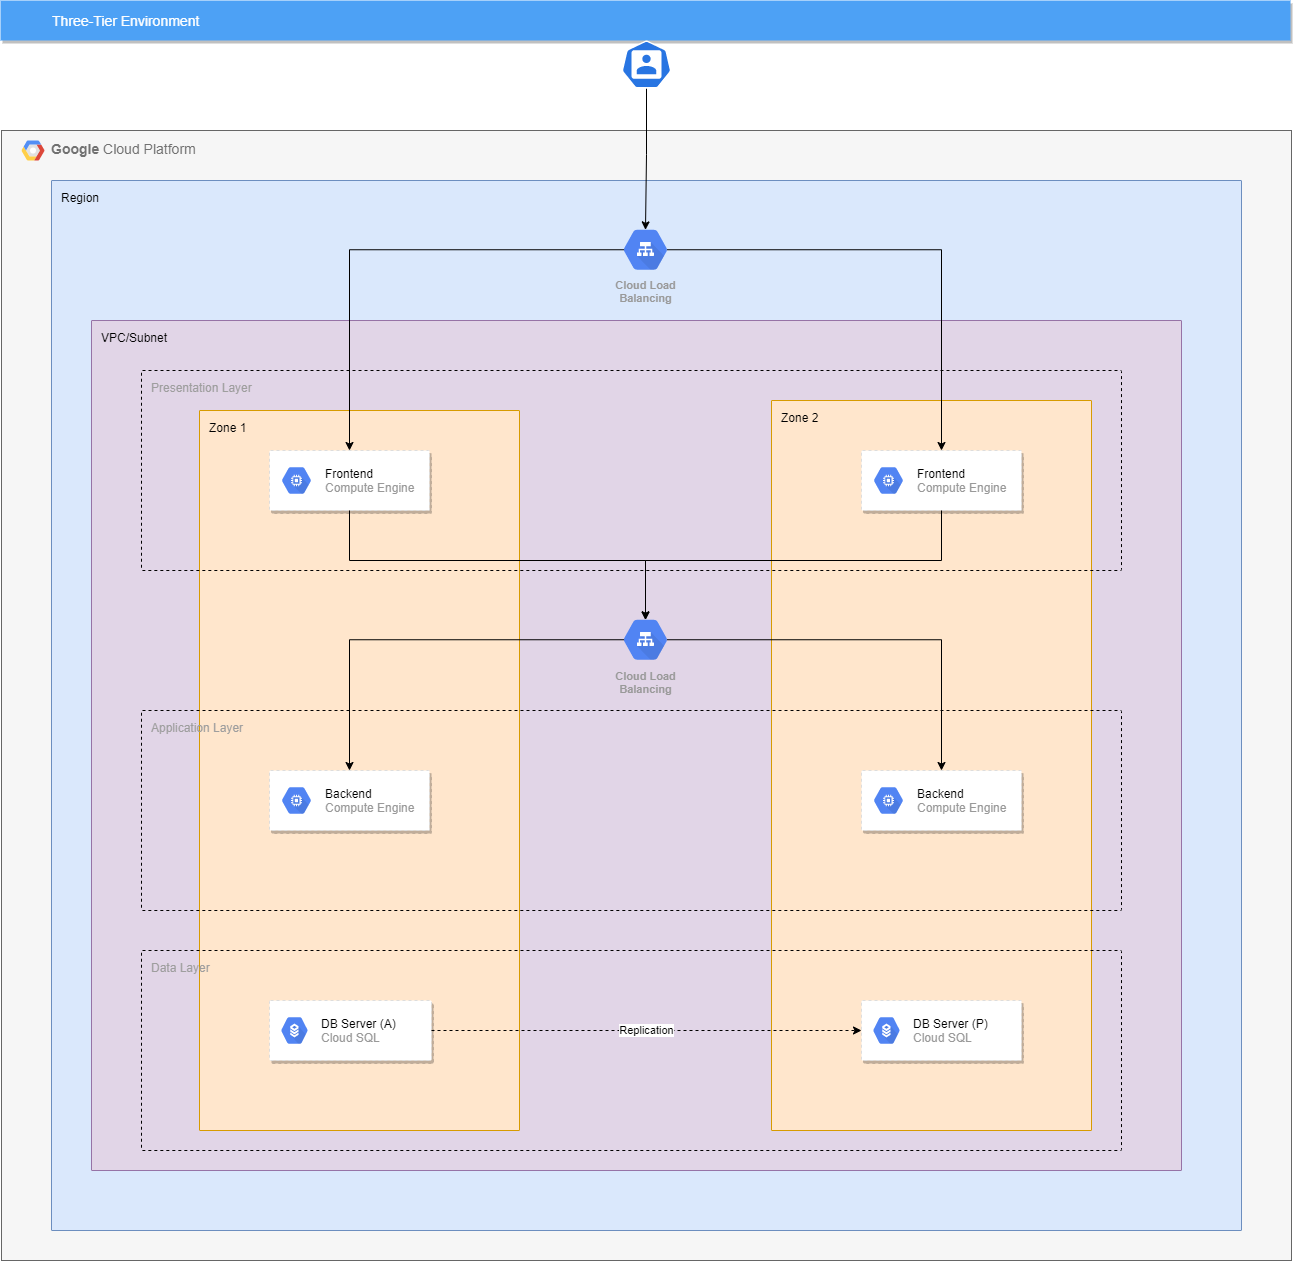 Three-Tier Environment
Google Cloud Platform
Region
Cloud Load
Balancing
VPC/Subnet
Presentation Layer
Zone 1
Zone 2
Frontend
Compute Engine
Frontend
Compute Engine
Cloud Load
Balancing
Application Layer
Backend
Compute Engine
Backend
Compute Engine
Data Layer
DB Server (A)
Cloud SQL
Replication
DB Server (P)
Cloud SQL